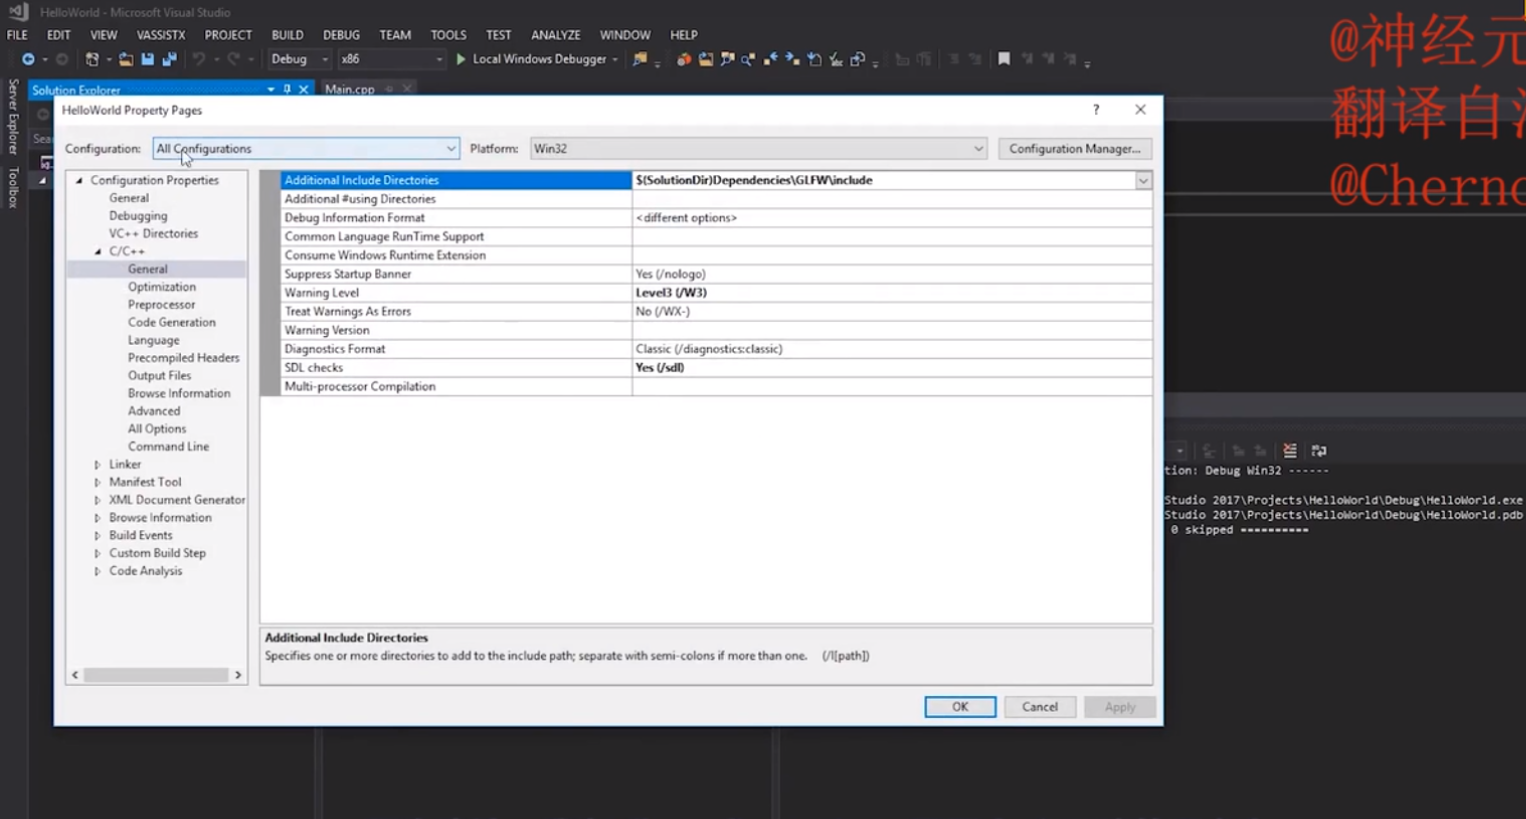 HelloWorld - Microsoft Visual Studio
FILE EDIT VIEW VASSISTX PROJECT BUILD DEBUG TEAM TOOLS TEST ANALYZE WINDOW HELP
Debug x86 Local Windows Debugger
Server Explorer
Toolbox
Solution Explorer
Main.cpp
Sea
HelloWorld Property Pages
? ×
Configuration: All Configurations Platform: Win32 Configuration Manager...
Configuration Properties
General
Debugging
VC++ Directories
C/C++
General
Optimization
Preprocessor
Code Generation
Language
Precompiled Headers
Output Files
Browse Information
Advanced
All Options
Command Line
Linker
Manifest Tool
XML Document Generator
Browse Information
Build Events
Custom Build Step
Code Analysis
Additional Include Directories $(SolutionDir)Dependencies\GLFW\include
Additional #using Directories
Debug Information Format <different options>
Common Language RunTime Support
Consume Windows Runtime Extension
Suppress Startup Banner Yes (/nologo)
Warning Level Level3 (/W3)
Treat Warnings As Errors No (/WX-)
Warning Version
Diagnostics Format Classic (/diagnostics:classic)
SDL checks Yes (/sdl)
Multi-processor Compilation
Additional Include Directories
Specifies one or more directories to add to the include path; separate with semi-colons if more than one. (/I[path])
OK Cancel Apply
@神经元
翻译自
@Cherno
tion: Debug Win32 ------
Studio 2017\Projects\HelloWorld\Debug\HelloWorld.exe
Studio 2017\Projects\HelloWorld\Debug\HelloWorld.pdb
0 skipped ==========